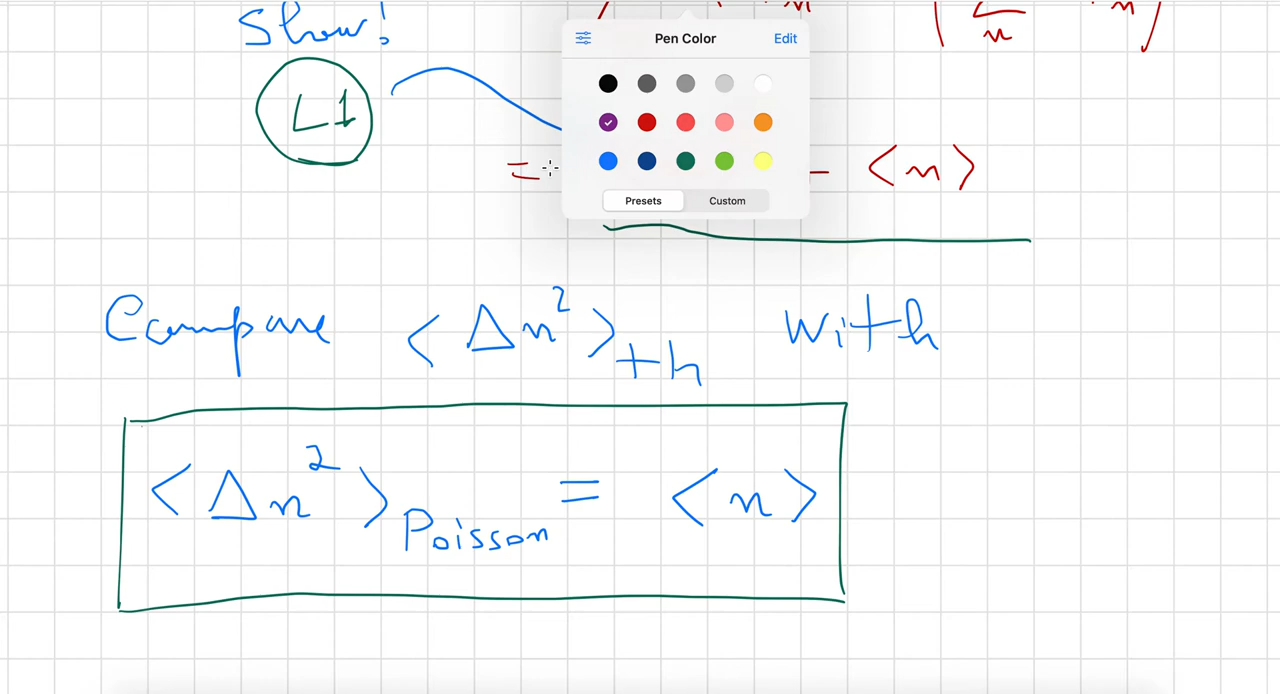 Show!
Pen Color Edit
L1
= - <n>
Presets Custom
Compare <Δn²>th with
<Δn²>Poisson = <n>